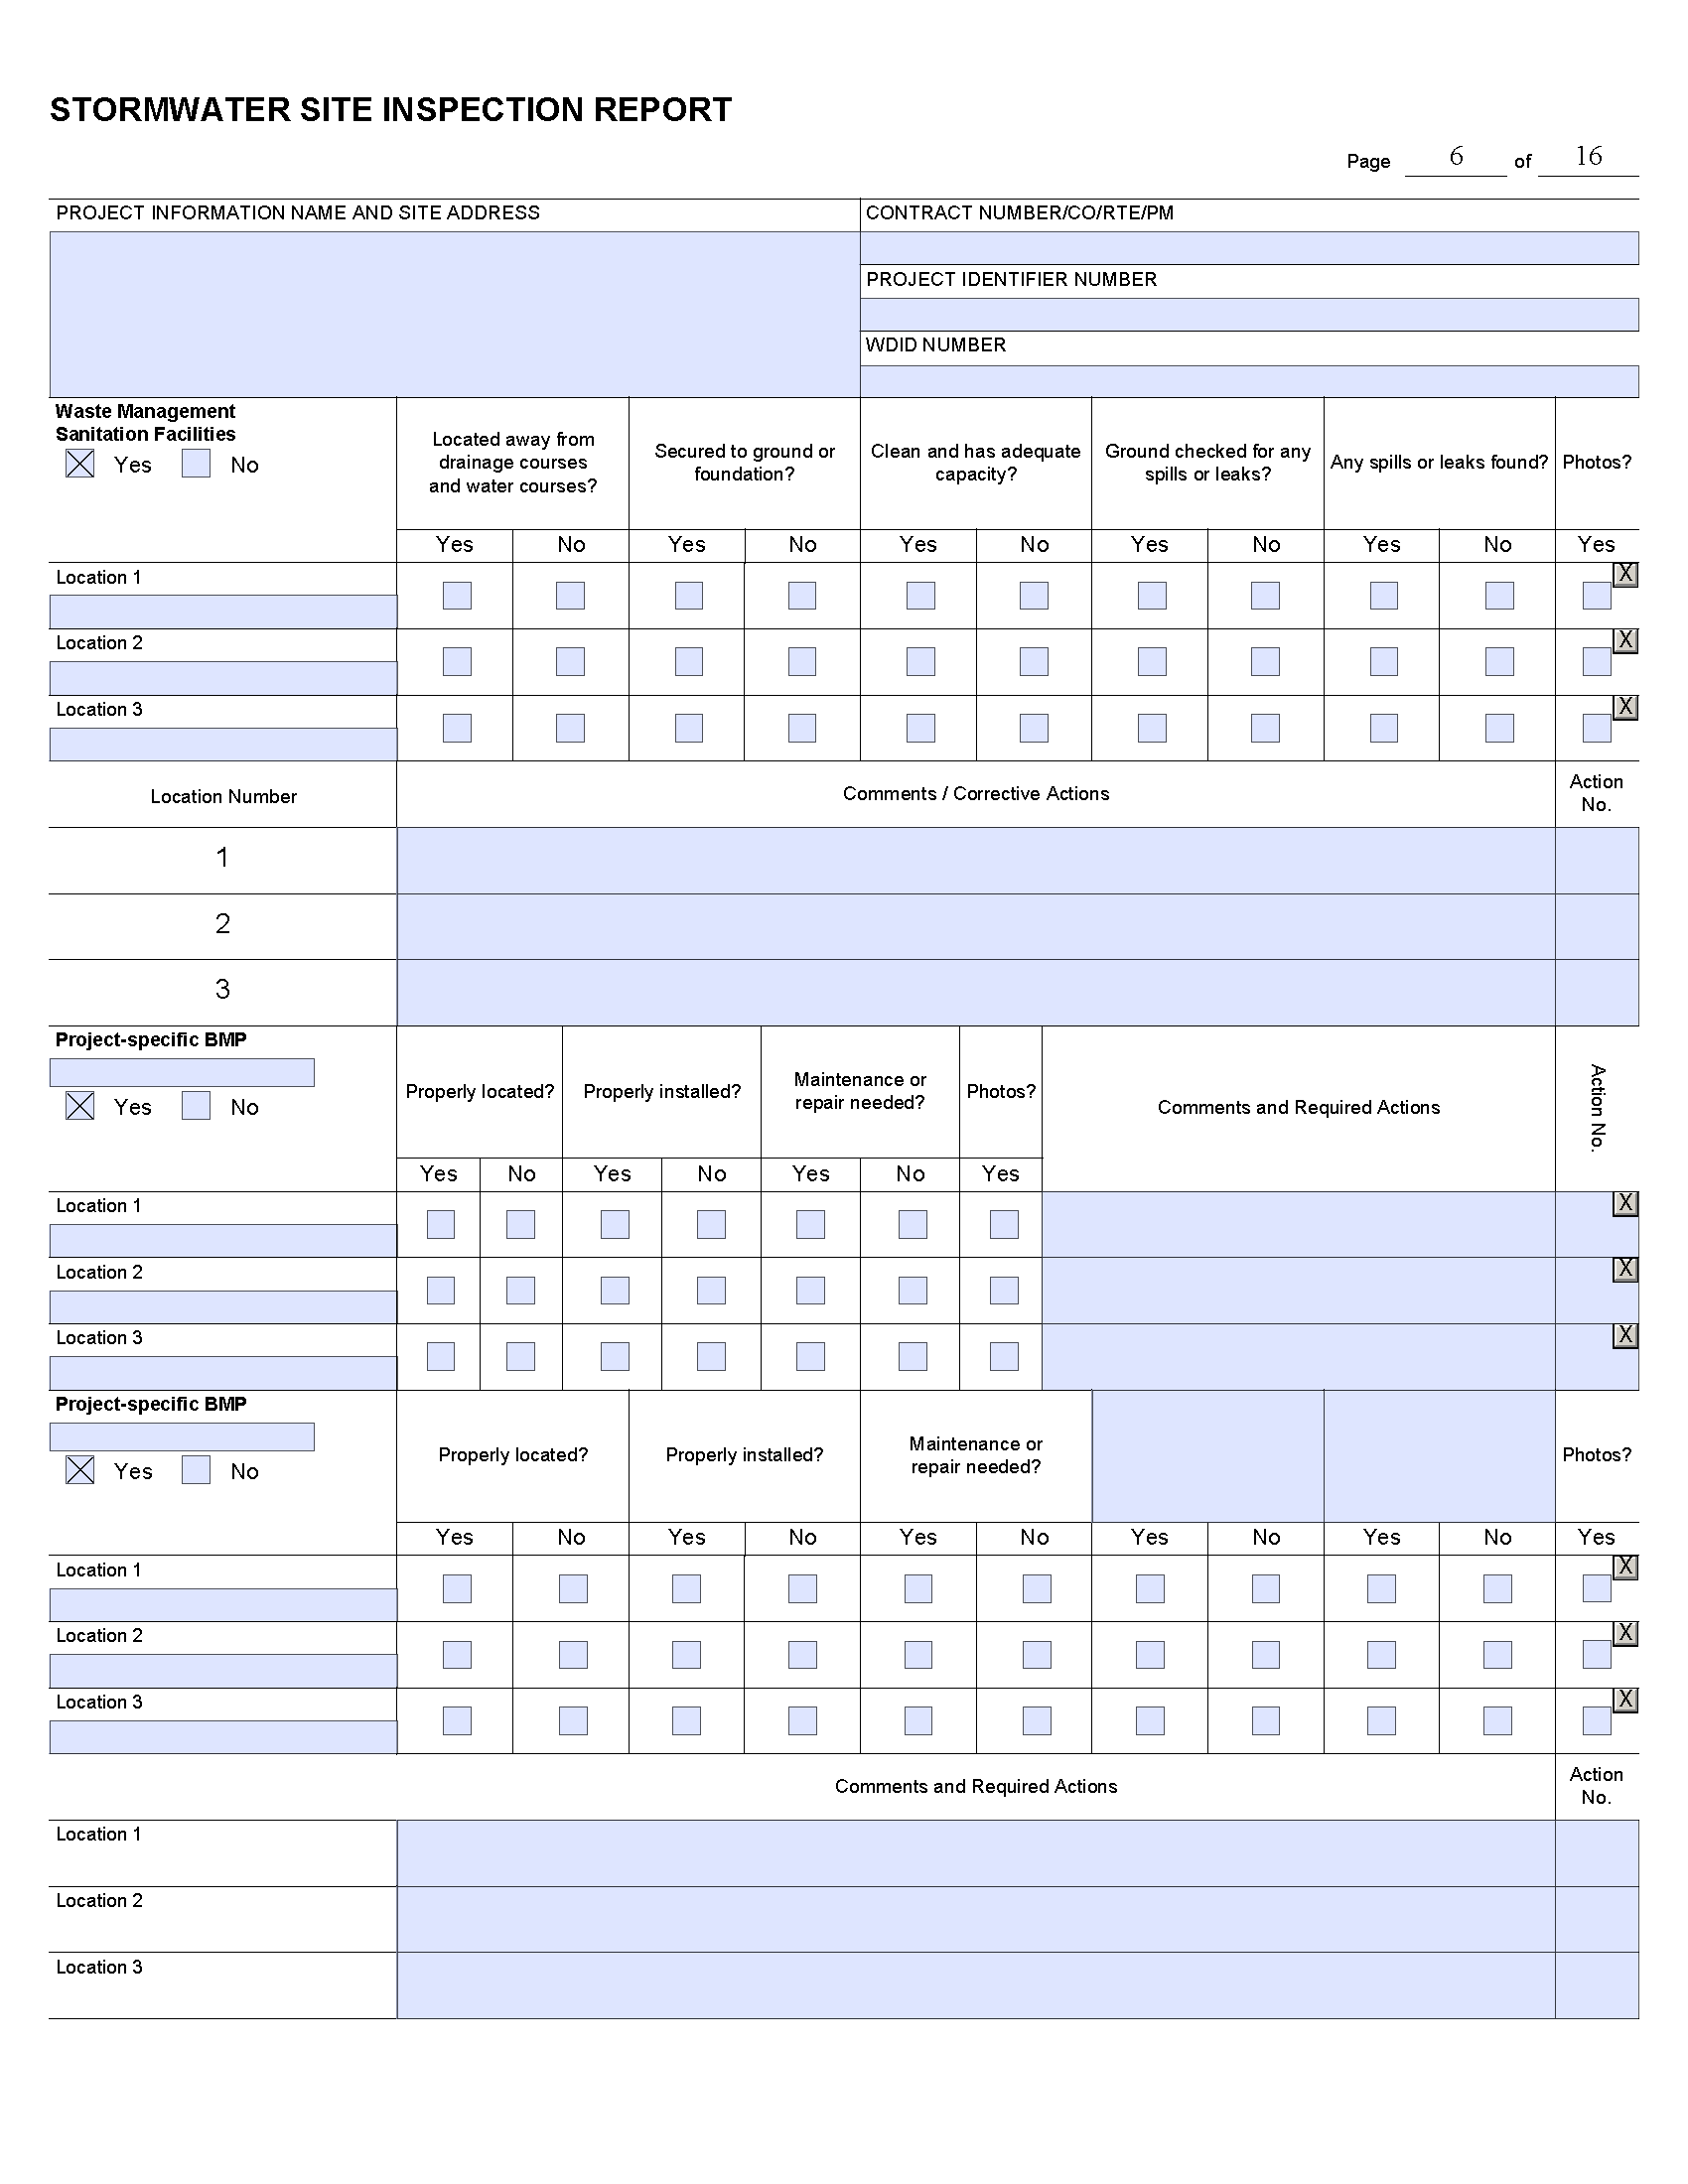 STORMWATER SITE INSPECTION REPORT
Page 6 of 16
PROJECT INFORMATION NAME AND SITE ADDRESS
CONTRACT NUMBER/CO/RTE/PM
PROJECT IDENTIFIER NUMBER
WDID NUMBER
Waste Management
Sanitation Facilities
Yes No
Located away from
drainage courses
and water courses?
Secured to ground or
foundation?
Clean and has adequate
capacity?
Ground checked for any
spills or leaks?
Any spills or leaks found?
Photos?
Yes No Yes No Yes No Yes No Yes No Yes
Location 1
X
Location 2
X
Location 3
X
Location Number
Comments / Corrective Actions
Action
No.
1
2
3
Project-specific BMP
Yes No
Properly located?
Properly installed?
Maintenance or
repair needed?
Photos?
Comments and Required Actions
Action No.
Yes No Yes No Yes No Yes
Location 1
X
Location 2
X
Location 3
X
Project-specific BMP
Yes No
Properly located?
Properly installed?
Maintenance or
repair needed?
Photos?
Yes No Yes No Yes No Yes No Yes No Yes
Location 1
X
Location 2
X
Location 3
X
Comments and Required Actions
Action
No.
Location 1
Location 2
Location 3